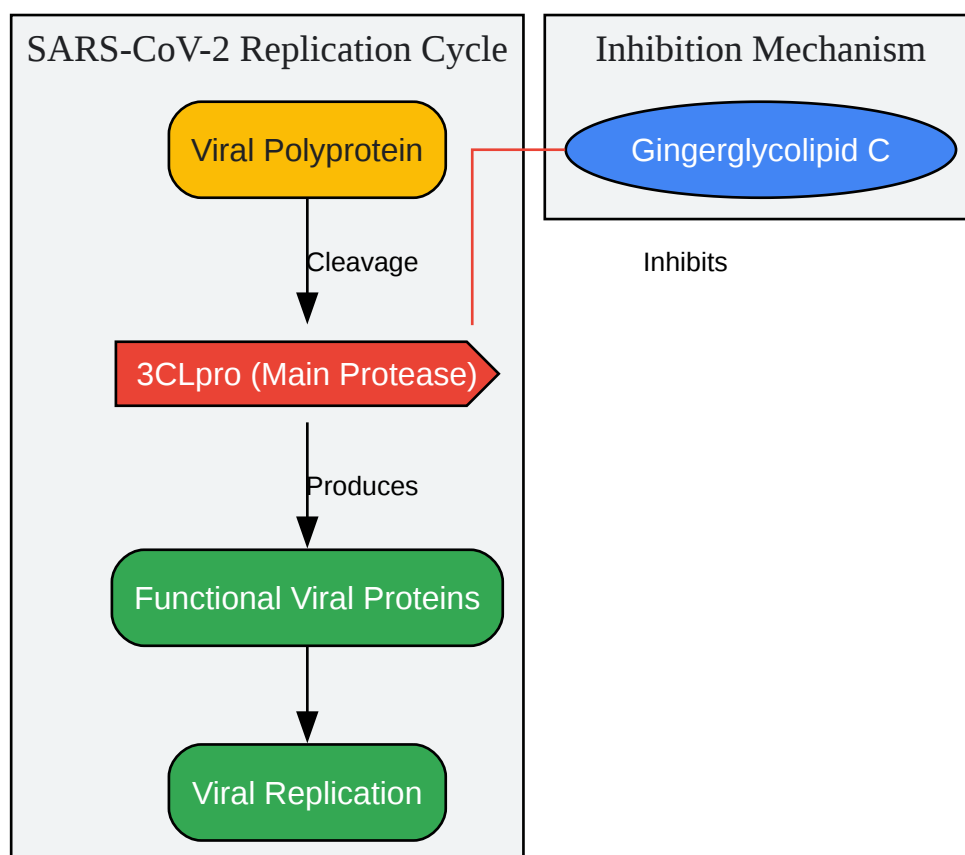 SARS-CoV-2 Replication Cycle
Inhibition Mechanism
Viral Polyprotein
Gingerglycolipid C
Cleavage
Inhibits
3CLpro (Main Protease)
Produces
Functional Viral Proteins
Viral Replication